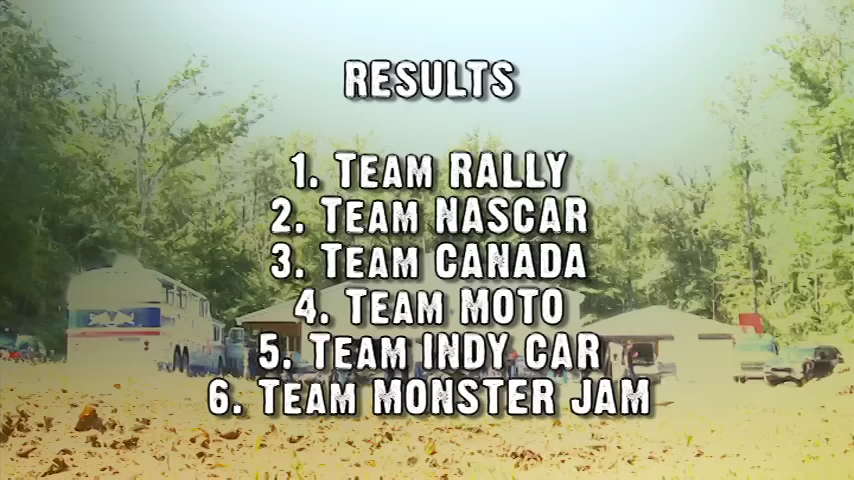 RESULTS
1. TEAM RALLY
2. TEAM NASCAR
3. TEAM CANADA
4. TEAM MOTO
5. TEAM INDY CAR
6. TEAM MONSTER JAM